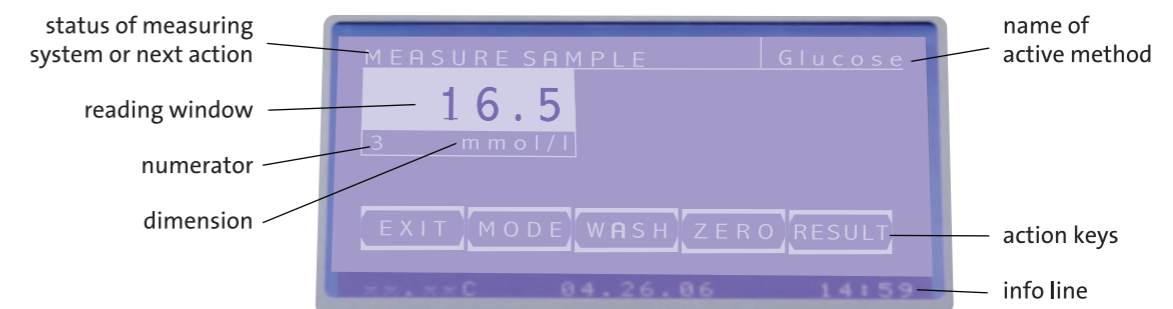 status of measuring
system or next action
name of
active method
MEASURE SAMPLE Glucose
reading window
16.5
numerator
3 mmol/l
dimension
EXIT MODE WASH ZERO RESULT
action keys
--.--C 04.26.06 14:59
info line